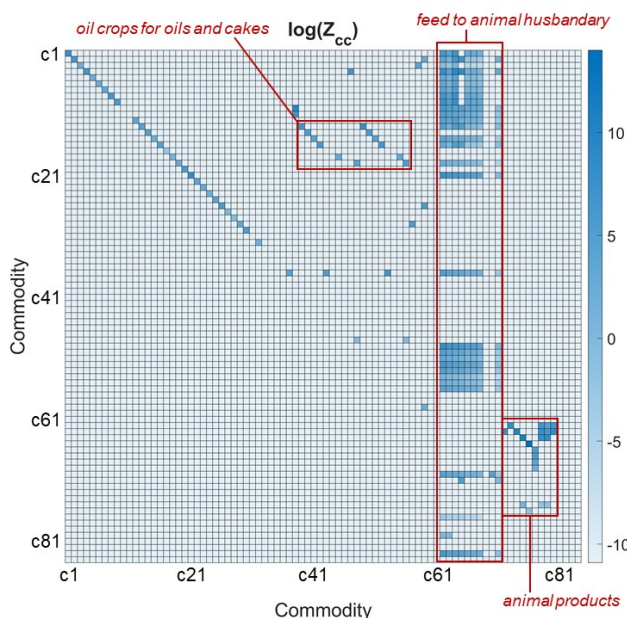 oil crops for oils and cakes
log(Zcc)
feed to animal husbandary
c1
c21
c41
c61
c81
Commodity
10
5
0
-5
-10
c1
c21
c41
c61
c81
Commodity
animal products